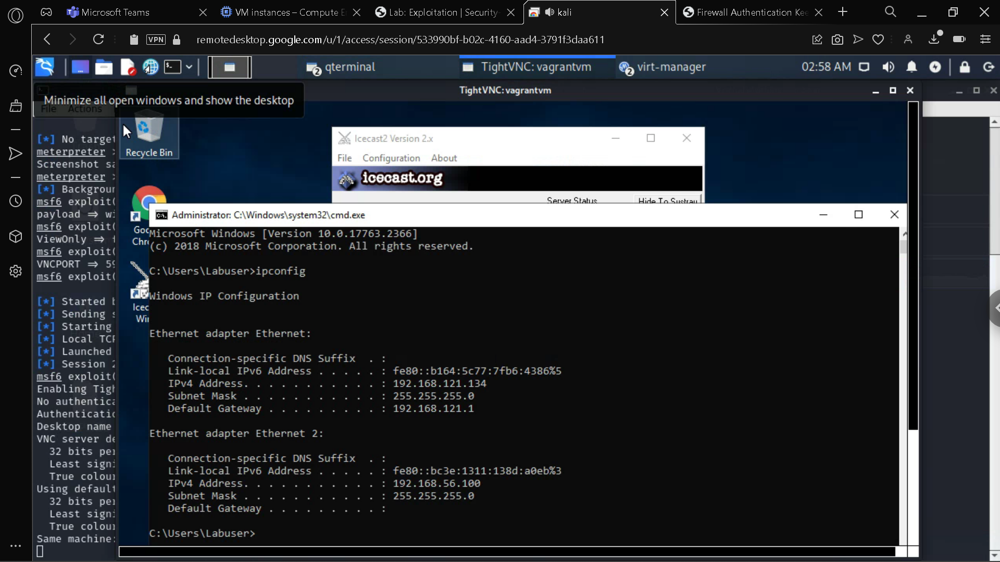 Microsoft Teams
VM instances – Compute E
Lab: Exploitation | Security-
kali
Firewall Authentication Kee
VPN
remotedesktop.google.com/u/1/access/session/533990bf-b02c-4160-aad4-3791f3daa611
2 qterminal
TightVNC: vagrantvm
2 virt-manager
02:58 AM
TightVNC: vagrantvm
Minimize all open windows and show the desktop
File Actions
[*] No target
meterpreter >
Screenshot sa
meterpreter >
[*] Backgroun
msf6 exploit(
payload ⇒ wi
msf6 exploit(
ViewOnly ⇒ f
msf6 exploit(
VNCPORT ⇒ 59
msf6 exploit(
[*] Started b
[*] Sending s
[*] Starting
[*] Local TCP
[*] Launched
[*] Session 2
msf6 exploit(
Enabling Tigh
No authentica
Authenticatio
Desktop name
VNC server de
32 bits per
Least signi
True colour
Using default
32 bits per
Least signi
True colour
Same machine:
Recycle Bin
Goo
Chr
Icec
Win
Icecast2 Version 2.x
File Configuration About
icecast.org
Server Status
Hide To Systray
Administrator: C:\Windows\system32\cmd.exe
Microsoft Windows [Version 10.0.17763.2366]
(c) 2018 Microsoft Corporation. All rights reserved.
C:\Users\Labuser>ipconfig
Windows IP Configuration
Ethernet adapter Ethernet:
Connection-specific DNS Suffix . :
Link-local IPv6 Address . . . . . : fe80::b164:5c77:7fb6:4386%5
IPv4 Address. . . . . . . . . . . : 192.168.121.134
Subnet Mask . . . . . . . . . . . : 255.255.255.0
Default Gateway . . . . . . . . . : 192.168.121.1
Ethernet adapter Ethernet 2:
Connection-specific DNS Suffix . :
Link-local IPv6 Address . . . . . : fe80::bc3e:1311:138d:a0eb%3
IPv4 Address. . . . . . . . . . . : 192.168.56.100
Subnet Mask . . . . . . . . . . . : 255.255.255.0
Default Gateway . . . . . . . . . :
C:\Users\Labuser>